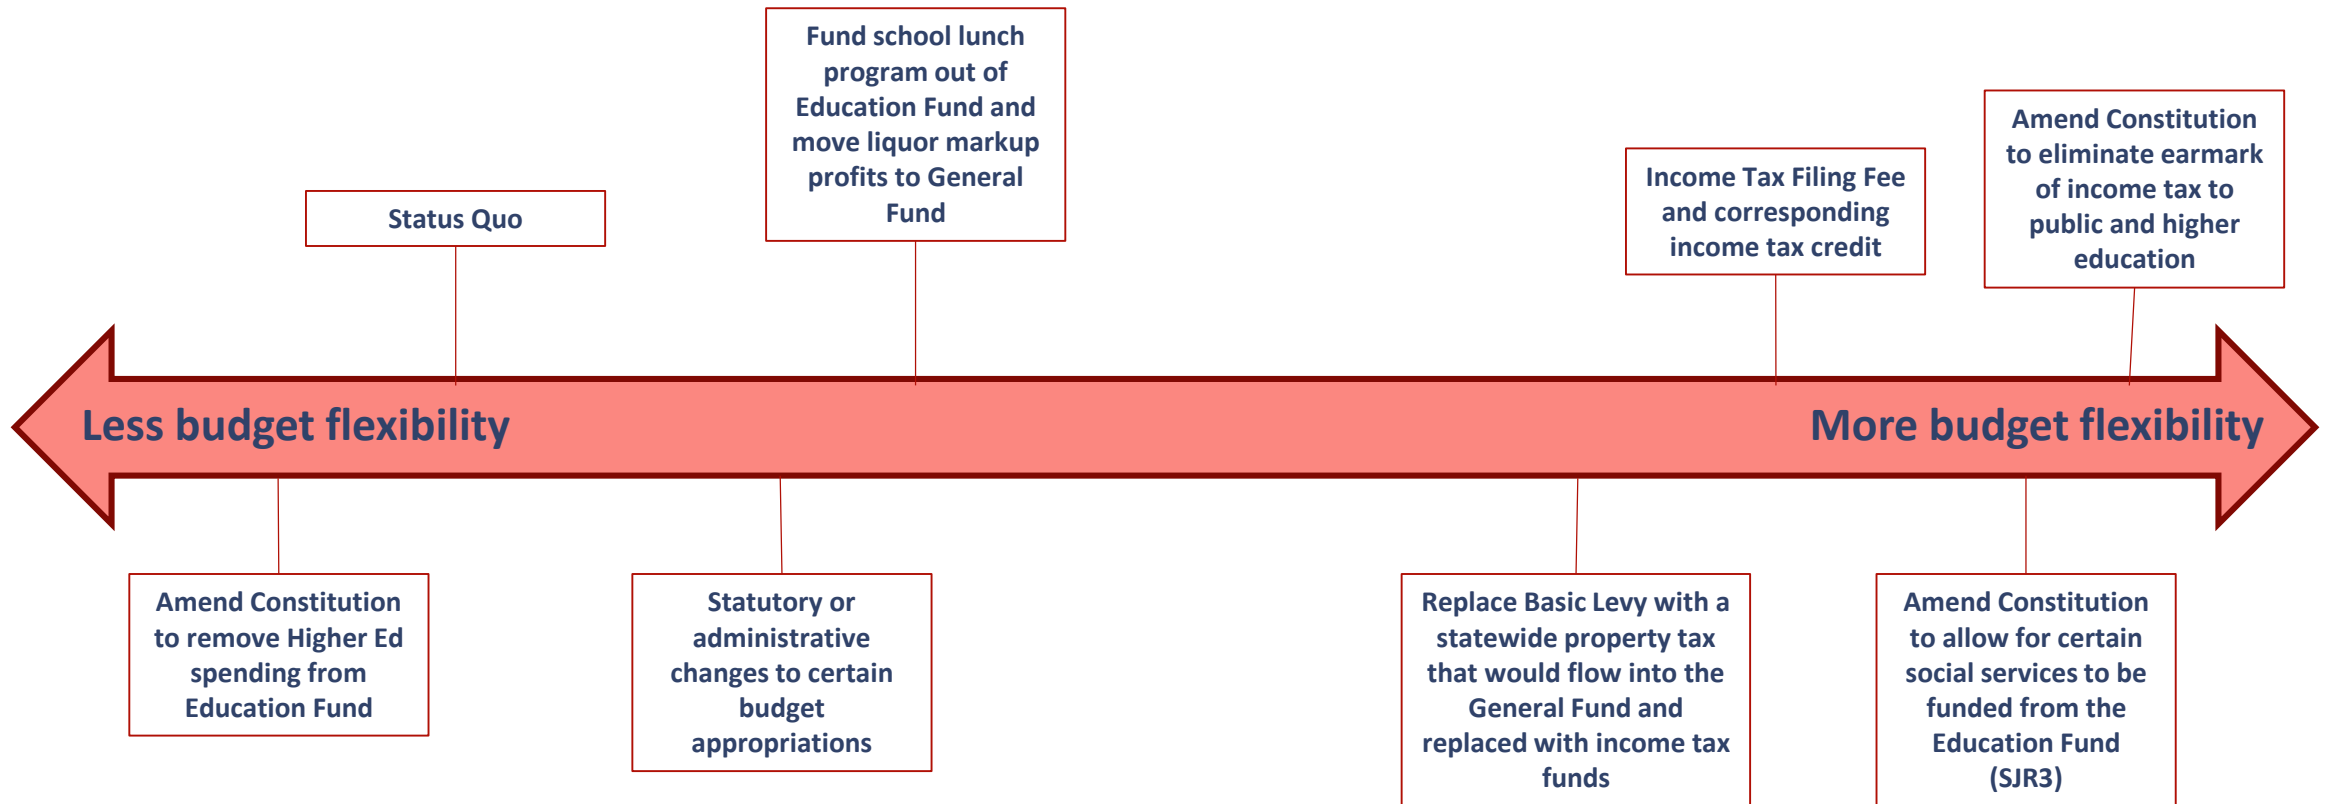 Fund school lunch
program out of
Education Fund and
move liquor markup
profits to General
Fund
Amend Constitution
to eliminate earmark
of income tax to
public and higher
education
Income Tax Filing Fee
and corresponding
income tax credit
Status Quo
Less budget flexibility
More budget flexibility
Amend Constitution
to remove Higher Ed
spending from
Education Fund
Statutory or
administrative
changes to certain
budget
appropriations
Replace Basic Levy with a
statewide property tax
that would flow into the
General Fund and
replaced with income tax
funds
Amend Constitution
to allow for certain
social services to be
funded from the
Education Fund
(SJR3)